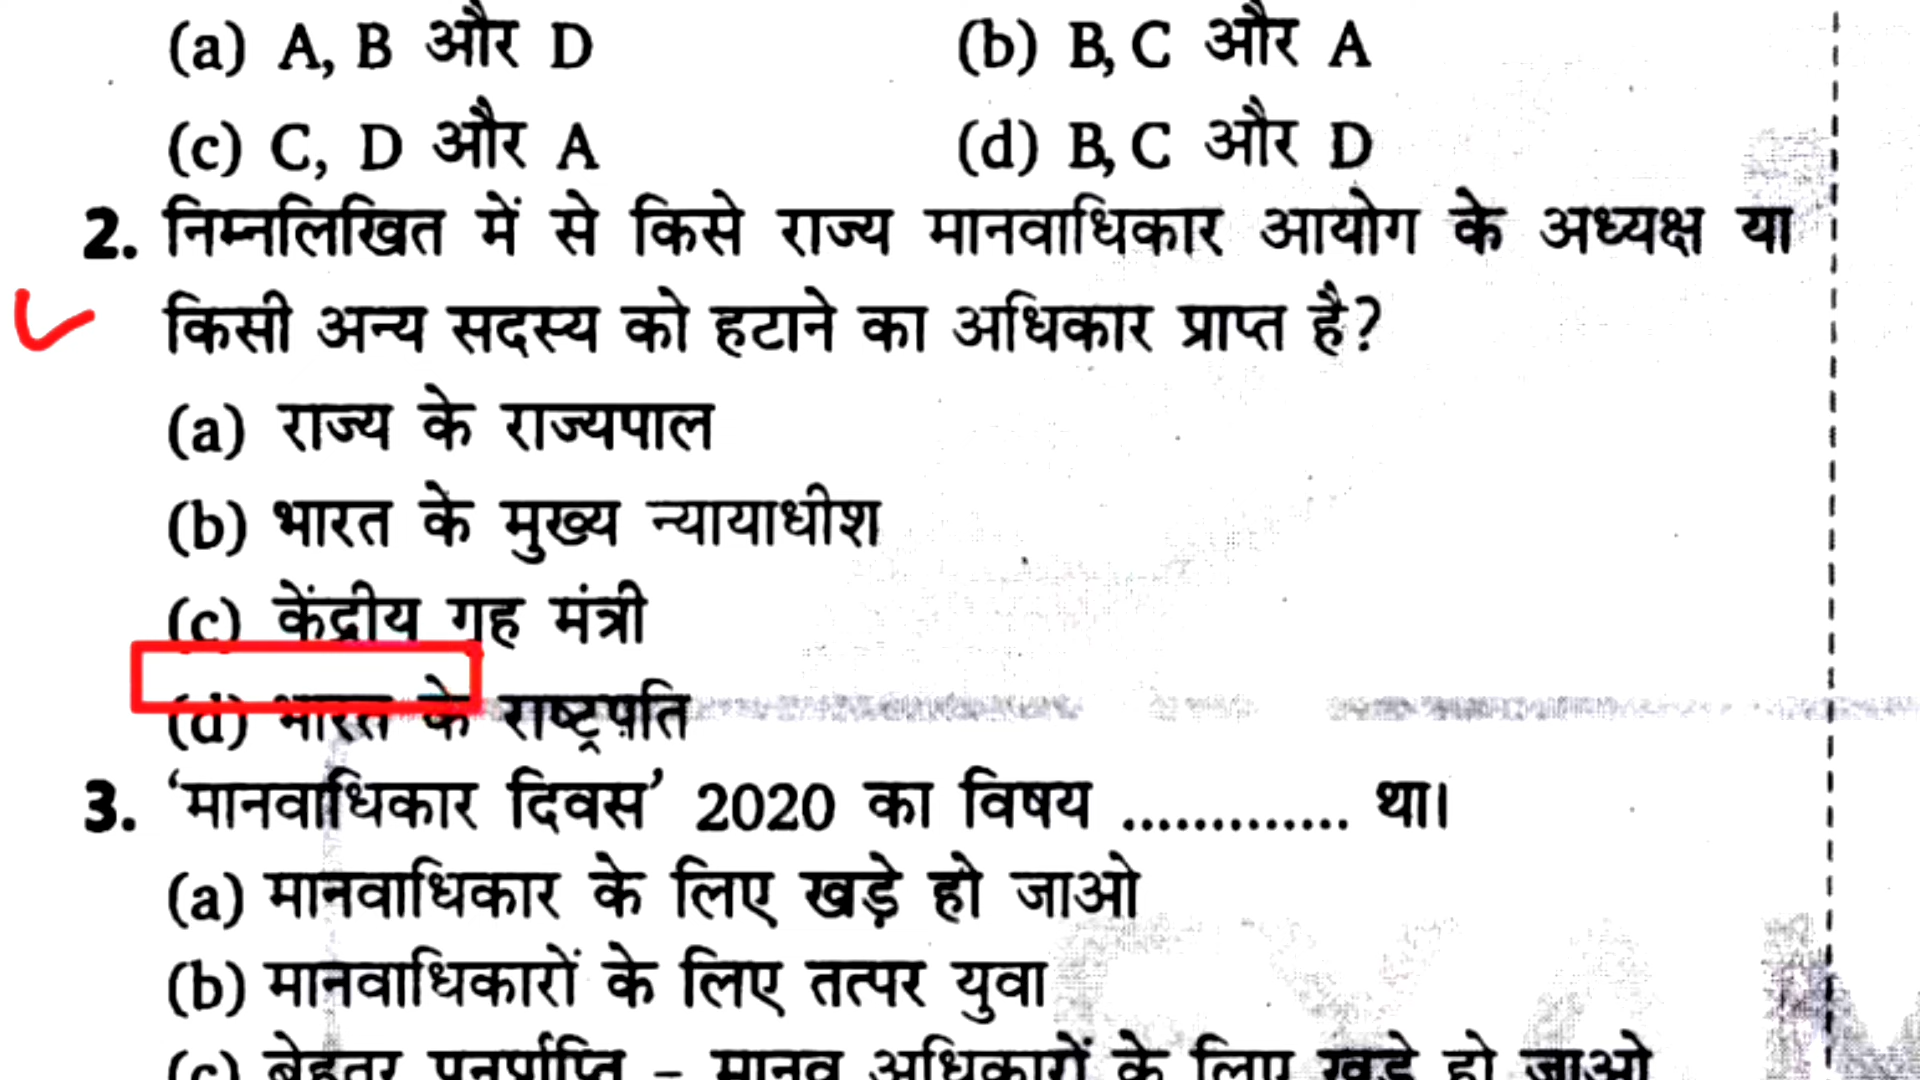 (a) A, B और D (b) B, C और A
(c) C, D और A (d) B, C और D
2. निम्नलिखित में से किसे राज्य मानवाधिकार आयोग के अध्यक्ष या
किसी अन्य सदस्य को हटाने का अधिकार प्राप्त है?
(a) राज्य के राज्यपाल
(b) भारत के मुख्य न्यायाधीश
(c) केंद्रीय गृह मंत्री
(d) भारत के राष्ट्रपति
3. ‘मानवाधिकार दिवस’ 2020 का विषय ............. था।
(a) मानवाधिकार के लिए खड़े हो जाओ
(b) मानवाधिकारों के लिए तत्पर युवा
(c) बेहतर पुनर्प्राप्ति – मानव अधिकारों के लिए खड़े हो जाओ